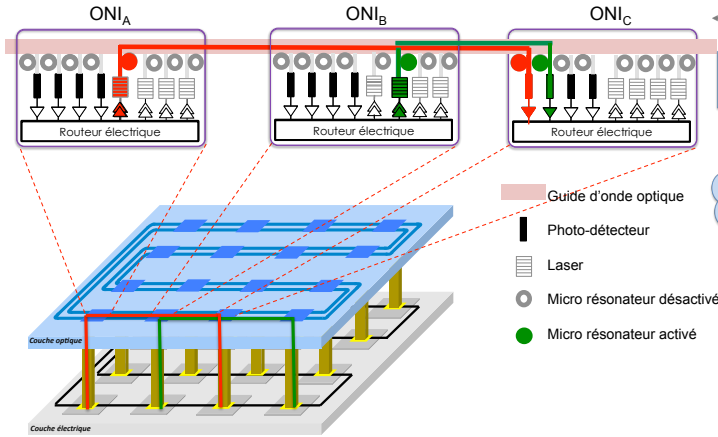 ONIA
ONIB
ONIC
Routeur électrique
Routeur électrique
Routeur électrique
Guide d'onde optique
Photo-détecteur
Laser
Micro résonateur désactivé
Micro résonateur activé
Couche optique
Couche électrique